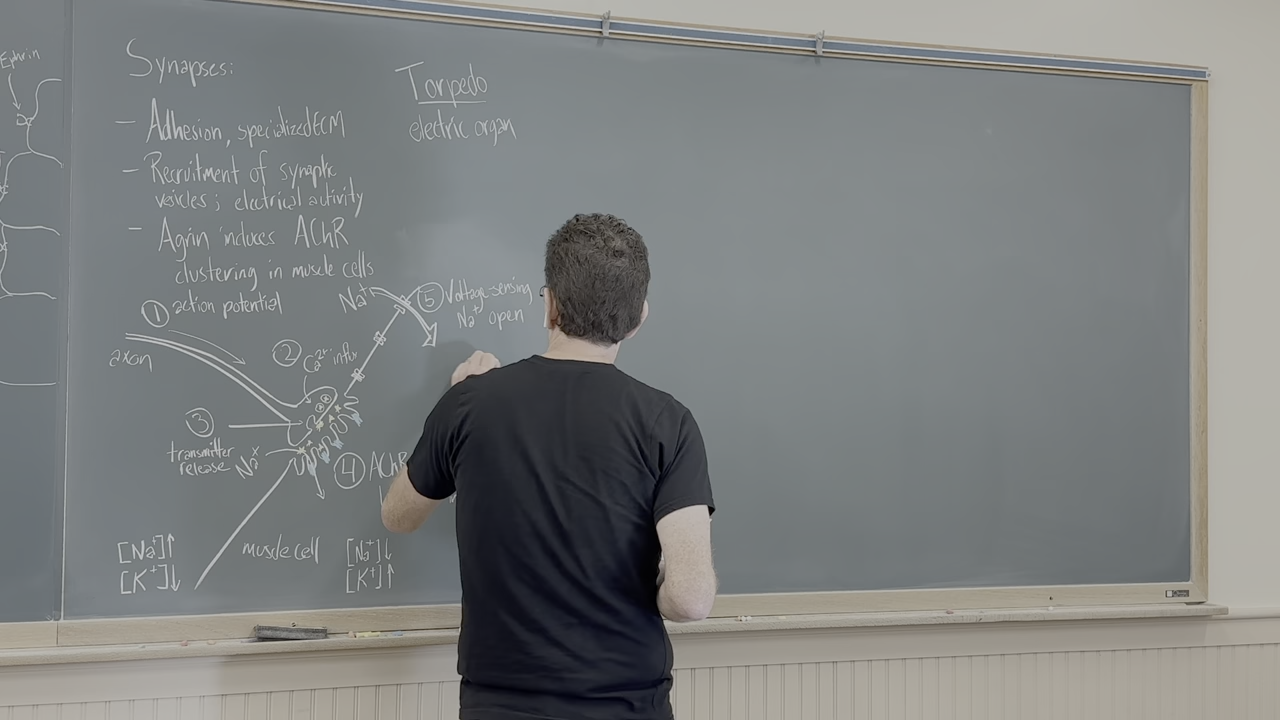 Ephrin
Synapses:
– Adhesion, specialized ECM
– Recruitment of synaptic
vesicles; electrical activity
– Agrin induces AChR
clustering in muscle cells
Torpedo
electric organ
① action potential
axon
② Ca²⁺ influx
③
transmitter
release
Na⁺
④ AChR
Na⁺
⑤ Voltage-sensing
Na⁺ open
muscle cell
[Na⁺]↑
[K⁺]↓
[Na⁺]↓
[K⁺]↑